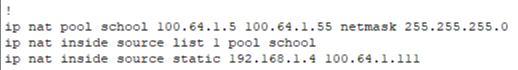 !
ip nat pool school 100.64.1.5 100.64.1.55 netmask 255.255.255.0
ip nat inside source list 1 pool school
ip nat inside source static 192.168.1.4 100.64.1.111